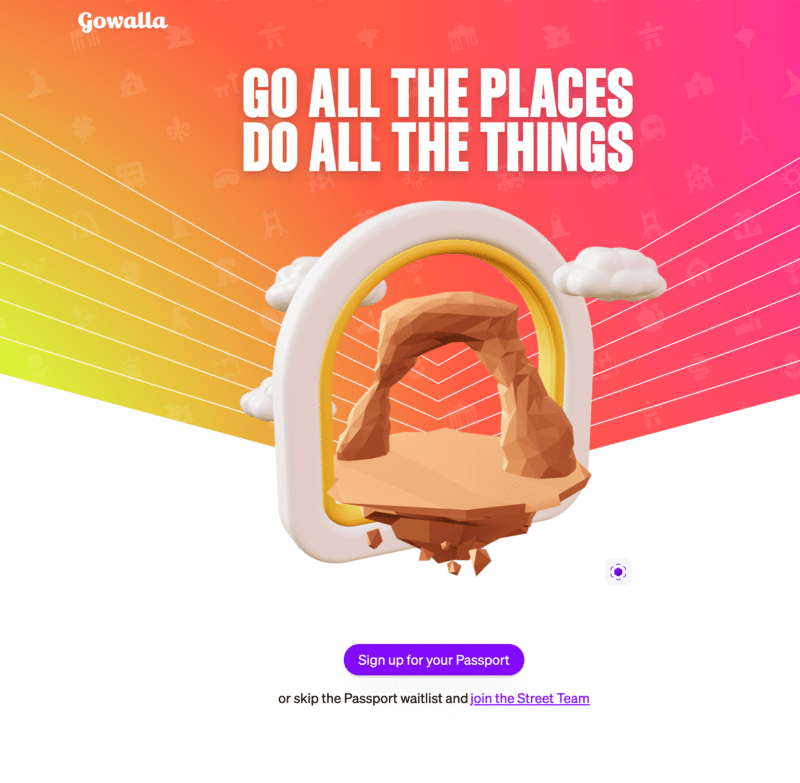 Gowalla
GO ALL THE PLACES
DO ALL THE THINGS
Sign up for your Passport
or skip the Passport waitlist and join the Street Team